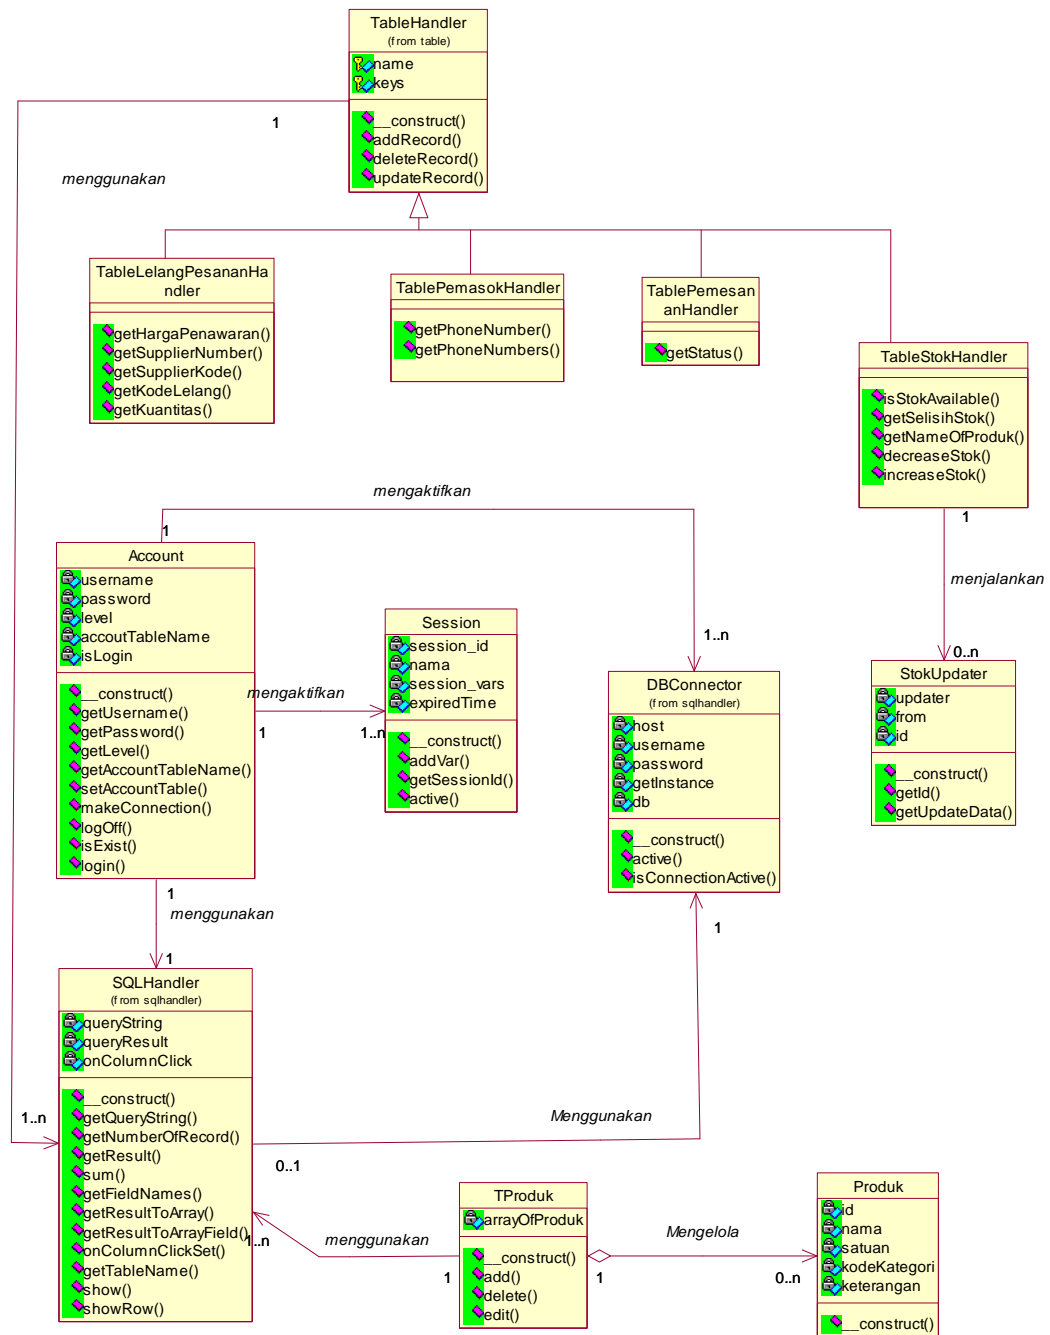 TableHandler
(from table)
name
keys
__construct()
addRecord()
deleteRecord()
updateRecord()
1
menggunakan
TableLelangPesananHa
ndler
getHargaPenawaran()
getSupplierNumber()
getSupplierKode()
getKodeLelang()
getKuantitas()
TablePemasokHandler
getPhoneNumber()
getPhoneNumbers()
TablePemesa
nanHandler
getStatus()
TableStokHandler
isStokAvailable()
getSelisihStok()
getNameOfProduk()
decreaseStok()
increaseStok()
1
menjalankan
0..n
mengaktifkan
1
1..n
Account
username
password
level
accoutTableName
isLogin
__construct()
getUsername()
getPassword()
getLevel()
getAccountTableName()
setAccountTable()
makeConnection()
logOff()
isExist()
login()
mengaktifkan
1
1..n
Session
session_id
nama
session_vars
expiredTime
__construct()
addVar()
getSessionId()
active()
DBConnector
(from sqlhandler)
host
username
password
getInstance
db
__construct()
active()
isConnectionActive()
StokUpdater
updater
from
id
__construct()
getId()
getUpdateData()
1
menggunakan
1
1
SQLHandler
(from sqlhandler)
queryString
queryResult
onColumnClick
__construct()
getQueryString()
getNumberOfRecord()
getResult()
sum()
getFieldNames()
getResultToArray()
getResultToArrayField()
onColumnClickSet()
getTableName()
show()
showRow()
1..n
Menggunakan
0..1
1..n
menggunakan
1
TProduk
arrayOfProduk
__construct()
add()
delete()
edit()
Mengelola
1
0..n
Produk
id
nama
satuan
kodeKategori
keterangan
__construct()